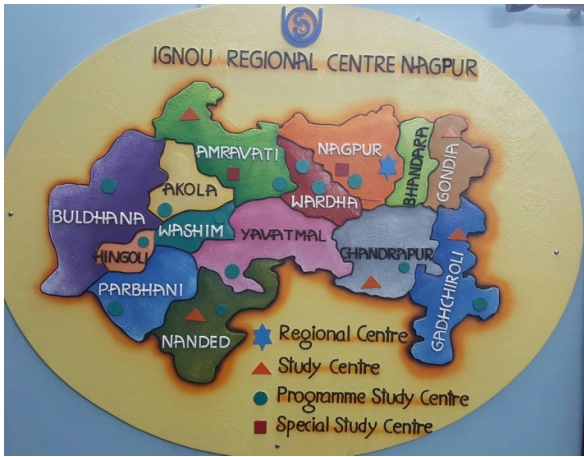 IGNOU REGIONAL CENTRE NAGPUR
AMRAVATI
NAGPUR
BHANDARA
GONDIA
AKOLA
WARDHA
BULDHANA
WASHIM
YAVATMAL
HINGOLI
CHANDRAPUR
PARBHANI
GADHCHIROLI
NANDED
Regional Centre
Study Centre
Programme Study Centre
Special Study Centre